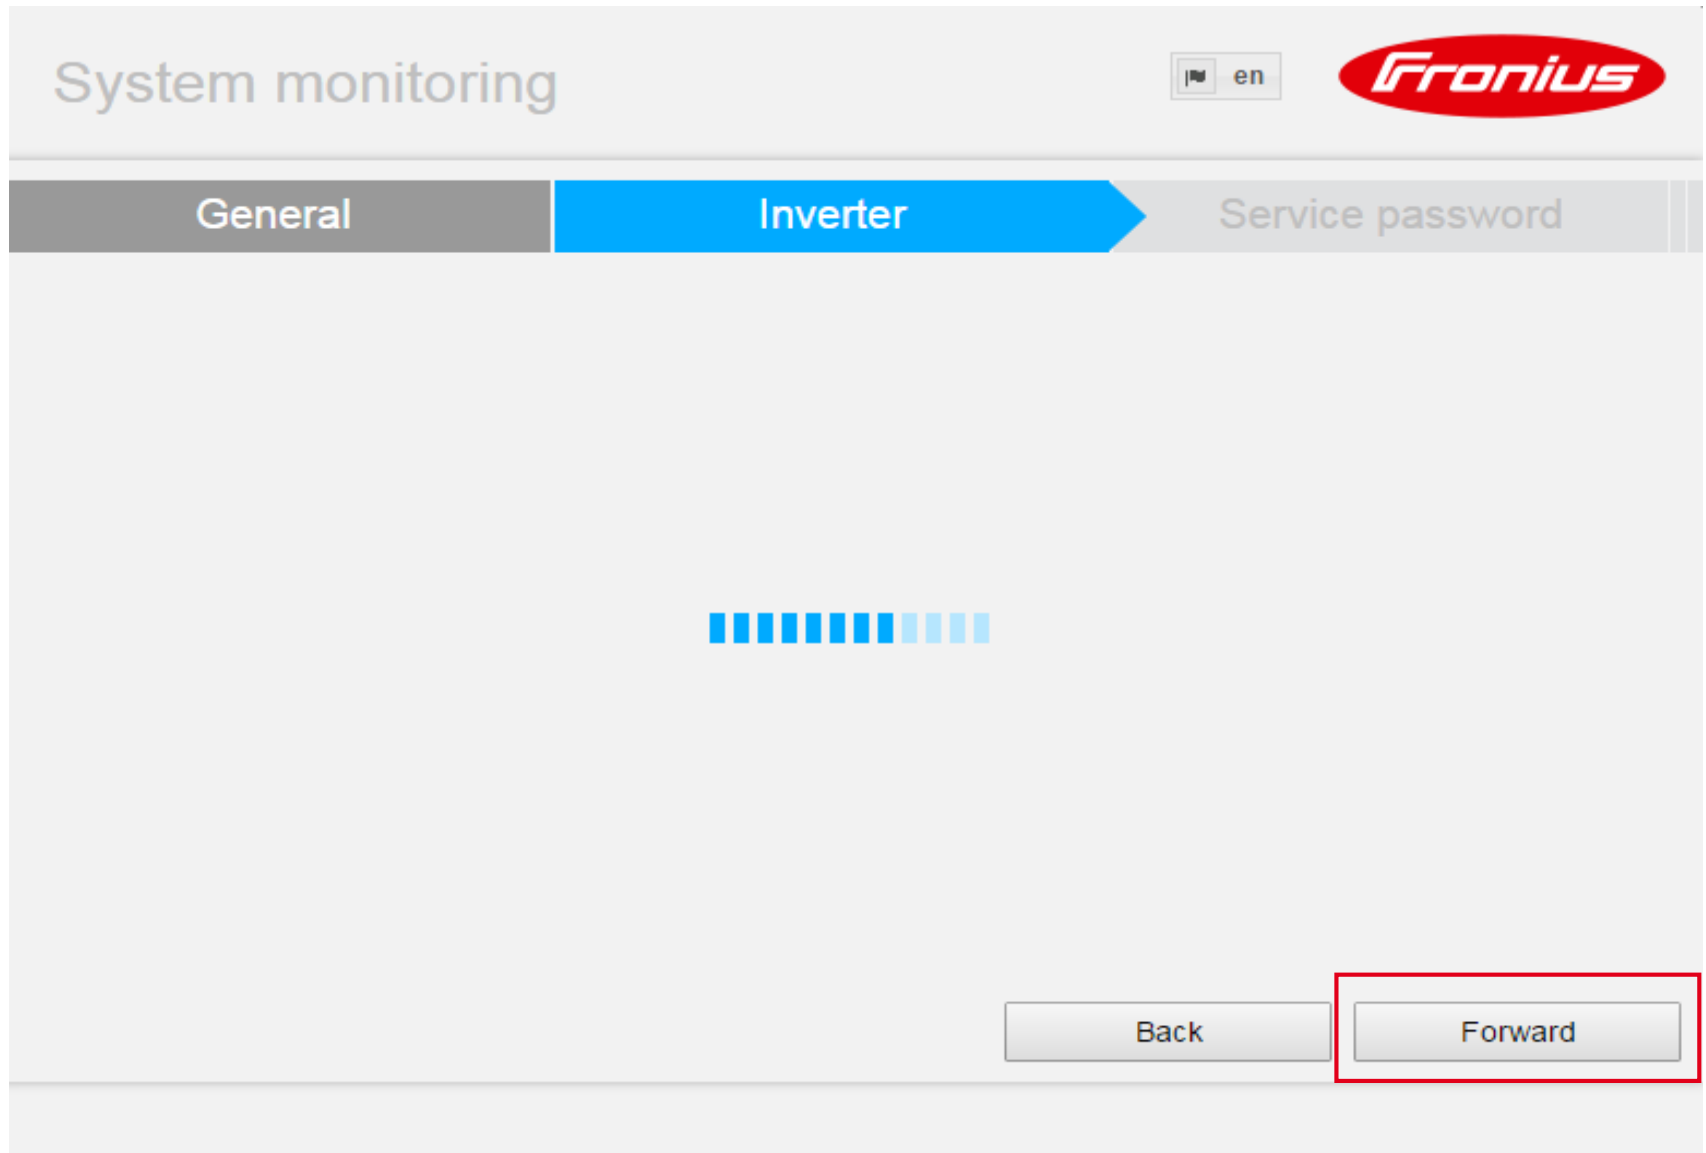 System monitoring
en
Fronius
General
Inverter
Service password
Back
Forward